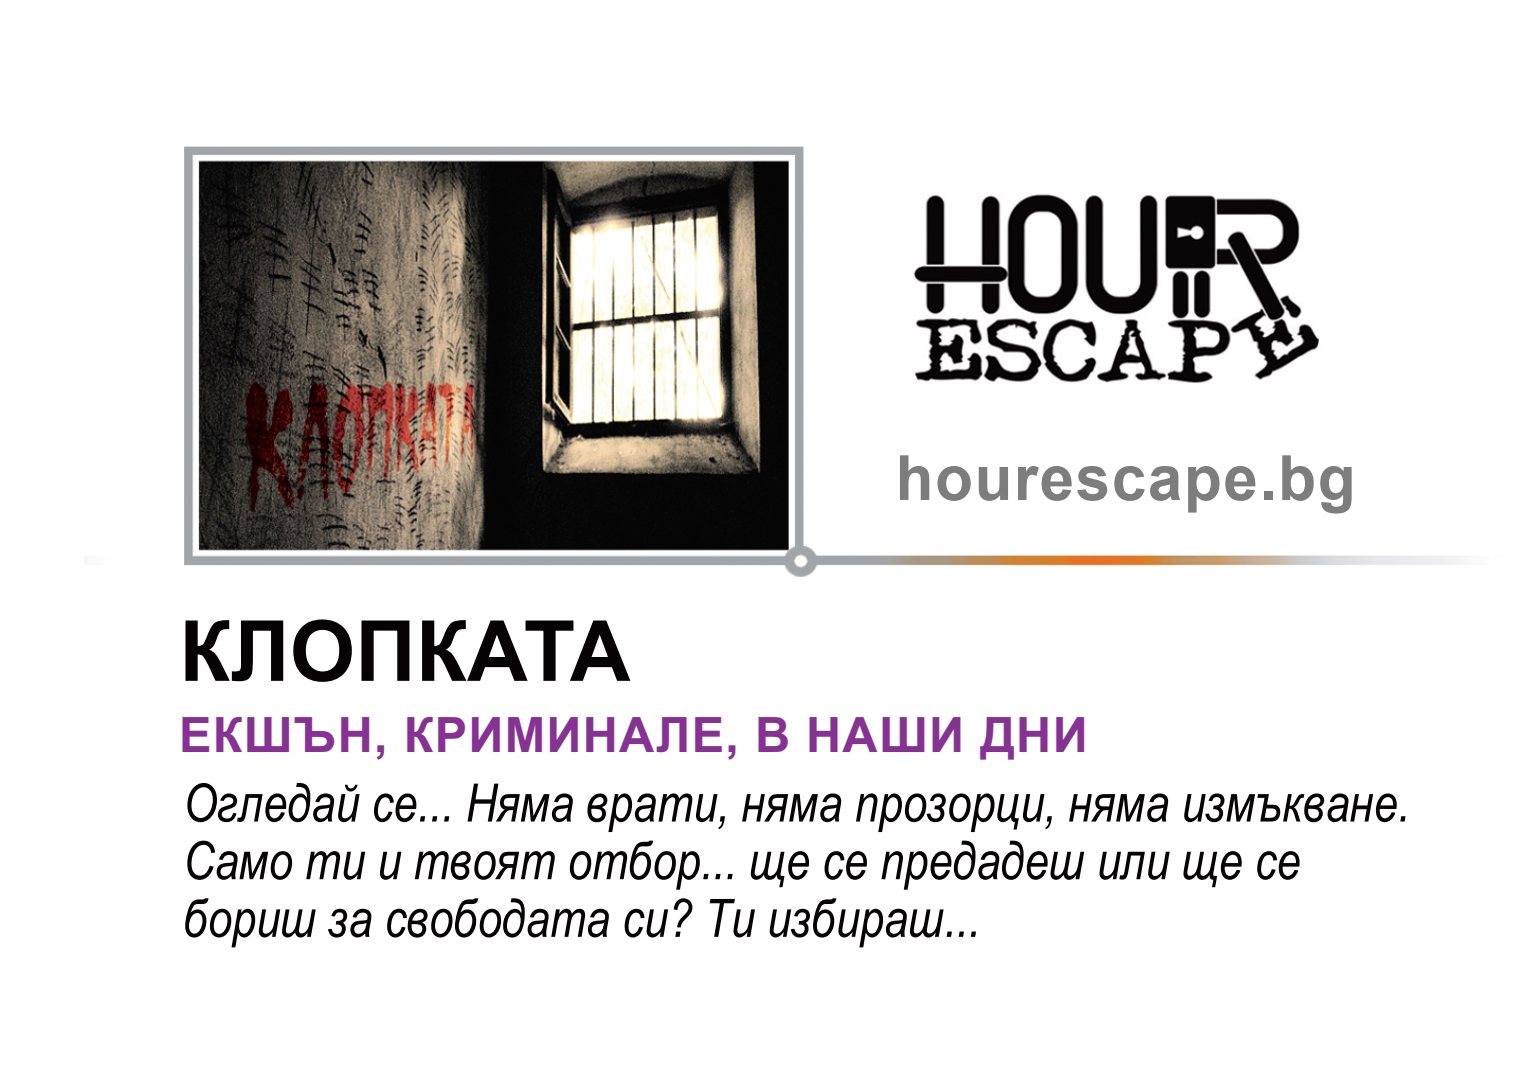 КЛОПКАТА
HOUR
ESCAPE
hourescape.bg
КЛОПКАТА
ЕКШЪН, КРИМИНАЛЕ, В НАШИ ДНИ
Огледай се... Няма врати, няма прозорци, няма измъкване.
Само ти и твоят отбор... ще се предадеш или ще се
бориш за свободата си? Ти избираш...